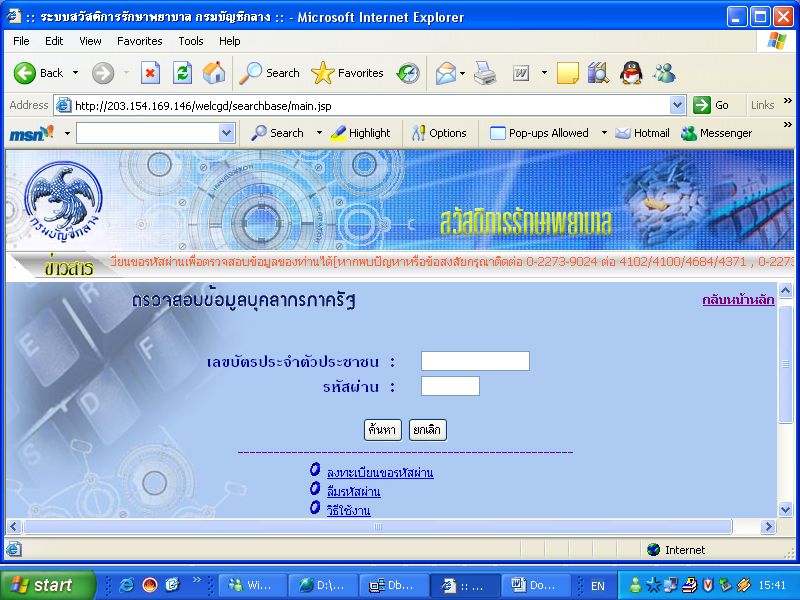 :: ระบบสวัสดิการรักษาพยาบาล กรมบัญชีกลาง :: - Microsoft Internet Explorer
File Edit View Favorites Tools Help
Back Search Favorites
Address http://203.154.169.146/welcgd/searchbase/main.jsp Go Links »
msn Search Highlight Options Pop-ups Allowed Hotmail Messenger »
กรมบัญชีกลาง
สวัสดิการรักษาพยาบาล
ข่าวสาร
บียนขอรหัสผ่านเพื่อตรวจสอบข้อมูลของท่านได้[หากพบปัญหาหรือข้อสงสัยกรุณาติดต่อ 0-2273-9024 ต่อ 4102/4100/4684/4371 , 0-2273
ตรวจสอบข้อมูลบุคลากรภาครัฐ
กลับหน้าหลัก
เลขบัตรประจำตัวประชาชน :
รหัสผ่าน :
ค้นหา ยกเลิก
ลงทะเบียนขอรหัสผ่าน
ลืมรหัสผ่าน
วิธีใช้งาน
Internet
start » Wi... D:\... Db... :: ... Do... EN 15:41